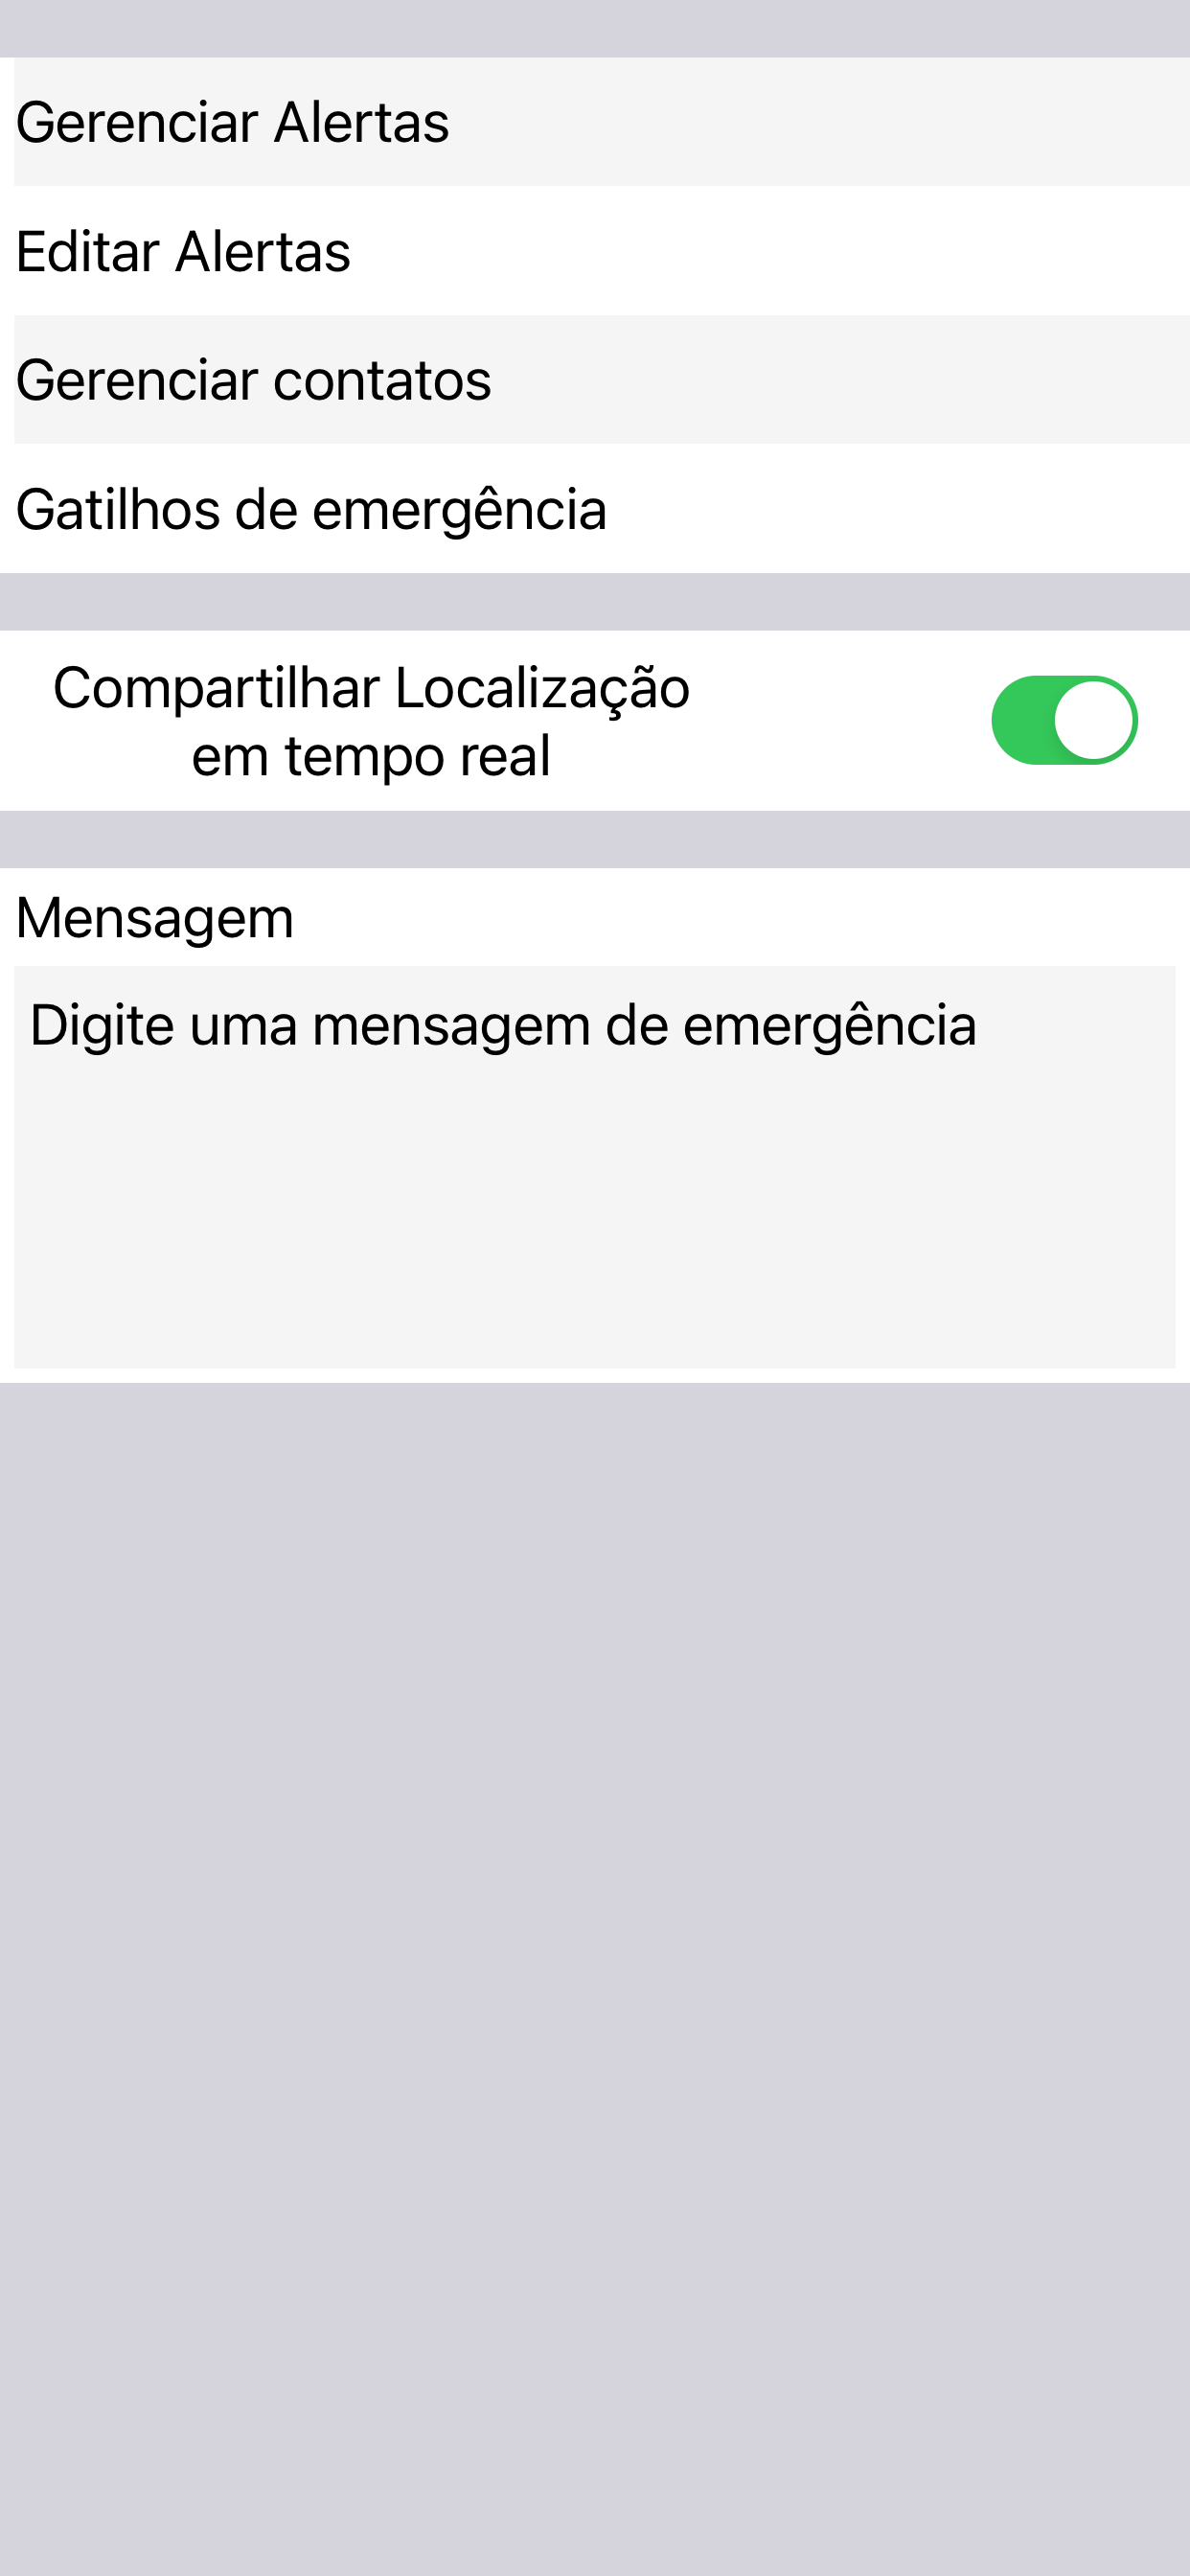 Gerenciar Alertas
Editar Alertas
Gerenciar contatos
Gatilhos de emergência
Compartilhar Localização
em tempo real
Mensagem
Digite uma mensagem de emergência